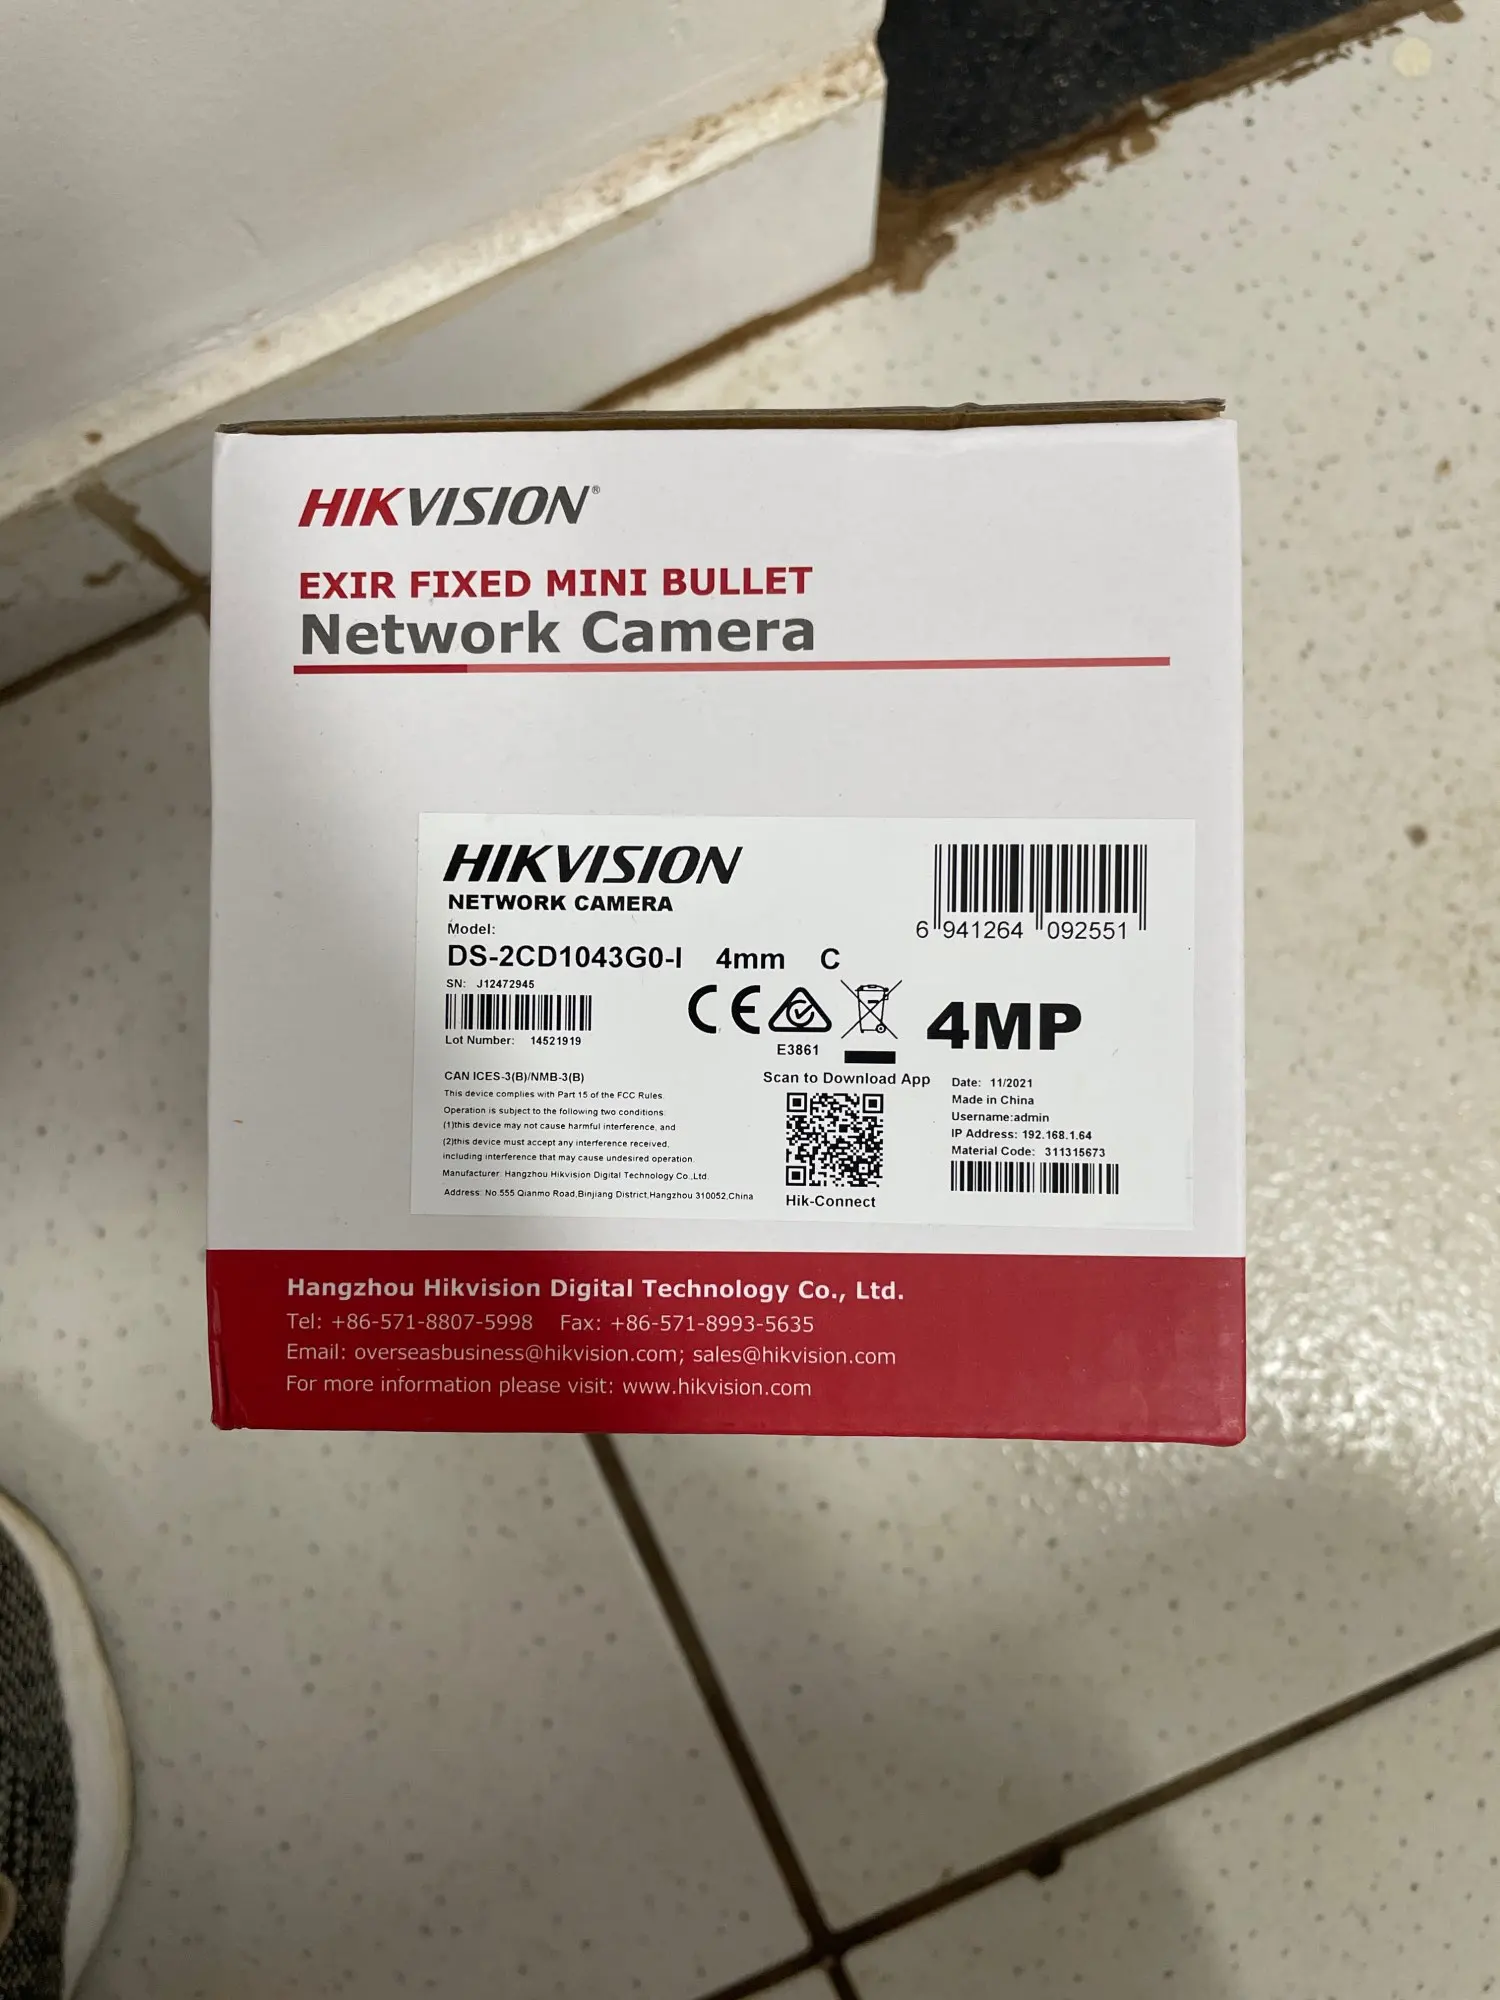 HIKVISION®
EXIR FIXED MINI BULLET
Network Camera
HIKVISION
NETWORK CAMERA
Model:
DS-2CD1043G0-I 4mm C
6 941264 092551
SN: J12472945
Lot Number: 14521919
CE
E3861
4MP
CAN ICES-3(B)/NMB-3(B)
This device complies with Part 15 of the FCC Rules.
Operation is subject to the following two conditions:
(1)this device may not cause harmful interference, and
(2)this device must accept any interference received,
including interference that may cause undesired operation.
Manufacturer: Hangzhou Hikvision Digital Technology Co.,Ltd.
Address: No.555 Qianmo Road,Binjiang District,Hangzhou 310052,China
Scan to Download App
Hik-Connect
Date: 11/2021
Made in China
Username:admin
IP Address: 192.168.1.64
Material Code: 311315673
Hangzhou Hikvision Digital Technology Co., Ltd.
Tel: +86-571-8807-5998 Fax: +86-571-8993-5635
Email: overseasbusiness@hikvision.com; sales@hikvision.com
For more information please visit: www.hikvision.com